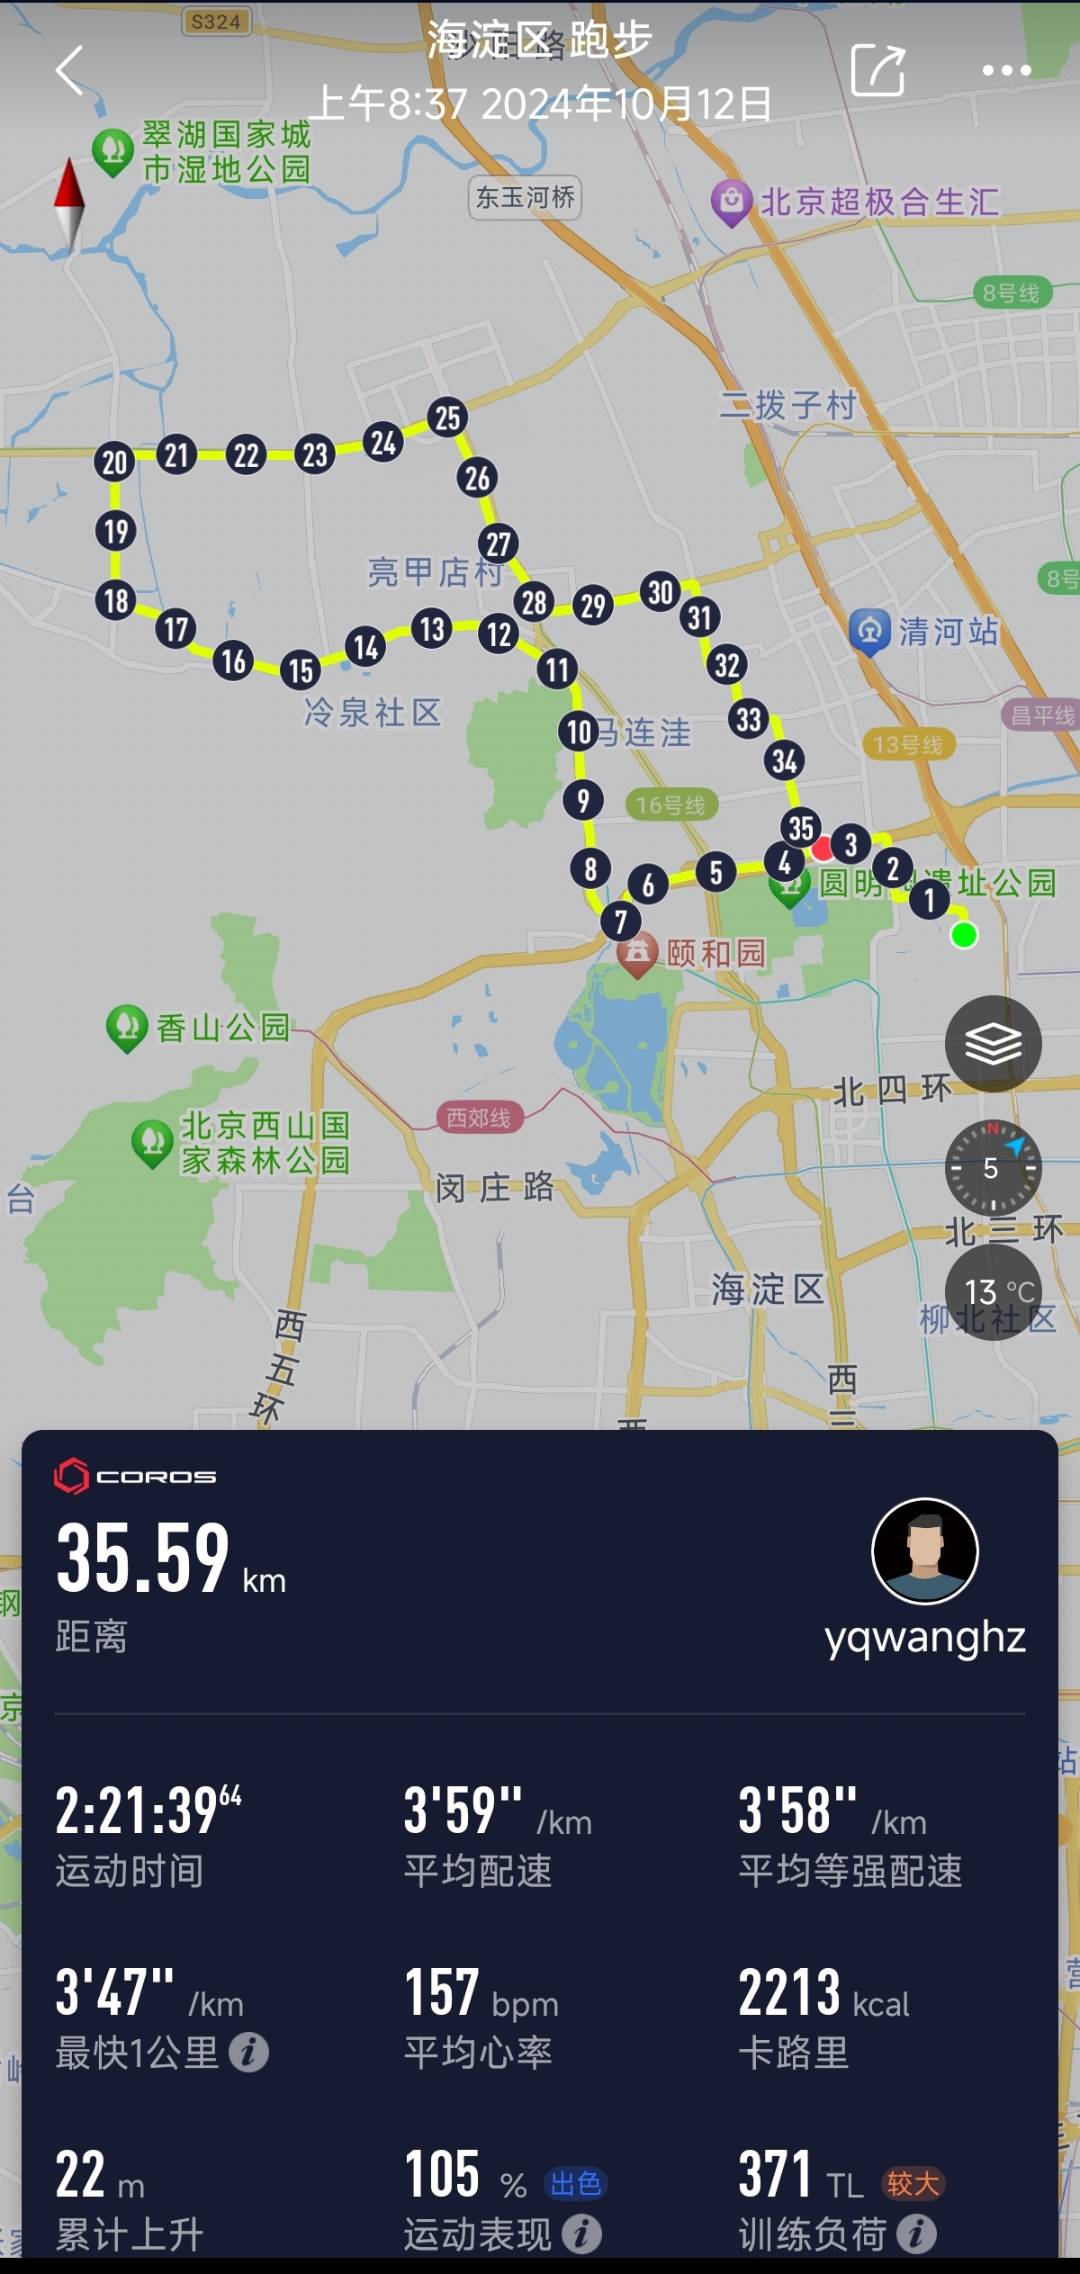 S324
海淀区 跑步
上午8:37 2024年10月12日
翠湖国家城
市湿地公园
东玉河桥
北京超极合生汇
8号线
二拨子村
25
24
20
21
22
23
26
19
27
亮甲店村
8号
18
28
29
30
31
17
13
12
清河站
16
14
11
32
15
冷泉社区
10
马连洼
33
昌平线
13号线
34
9
16号线
35
3
8
6
5
4
2
圆明园遗址公园
1
7
颐和园
香山公园
北京西山国
家森林公园
西郊线
北四环
N
5
台
闵庄路
北三环
海淀区
13 °C
柳北社区
西五环
西三
COROS
35.59 km
距离
yqwanghz
2:21:39⁶⁴
3'59" /km
3'58" /km
运动时间
平均配速
平均等强配速
3'47" /km
157 bpm
2213 kcal
最快1公里
平均心率
卡路里
22 m
105 % 出色
371 TL 较大
累计上升
运动表现
训练负荷